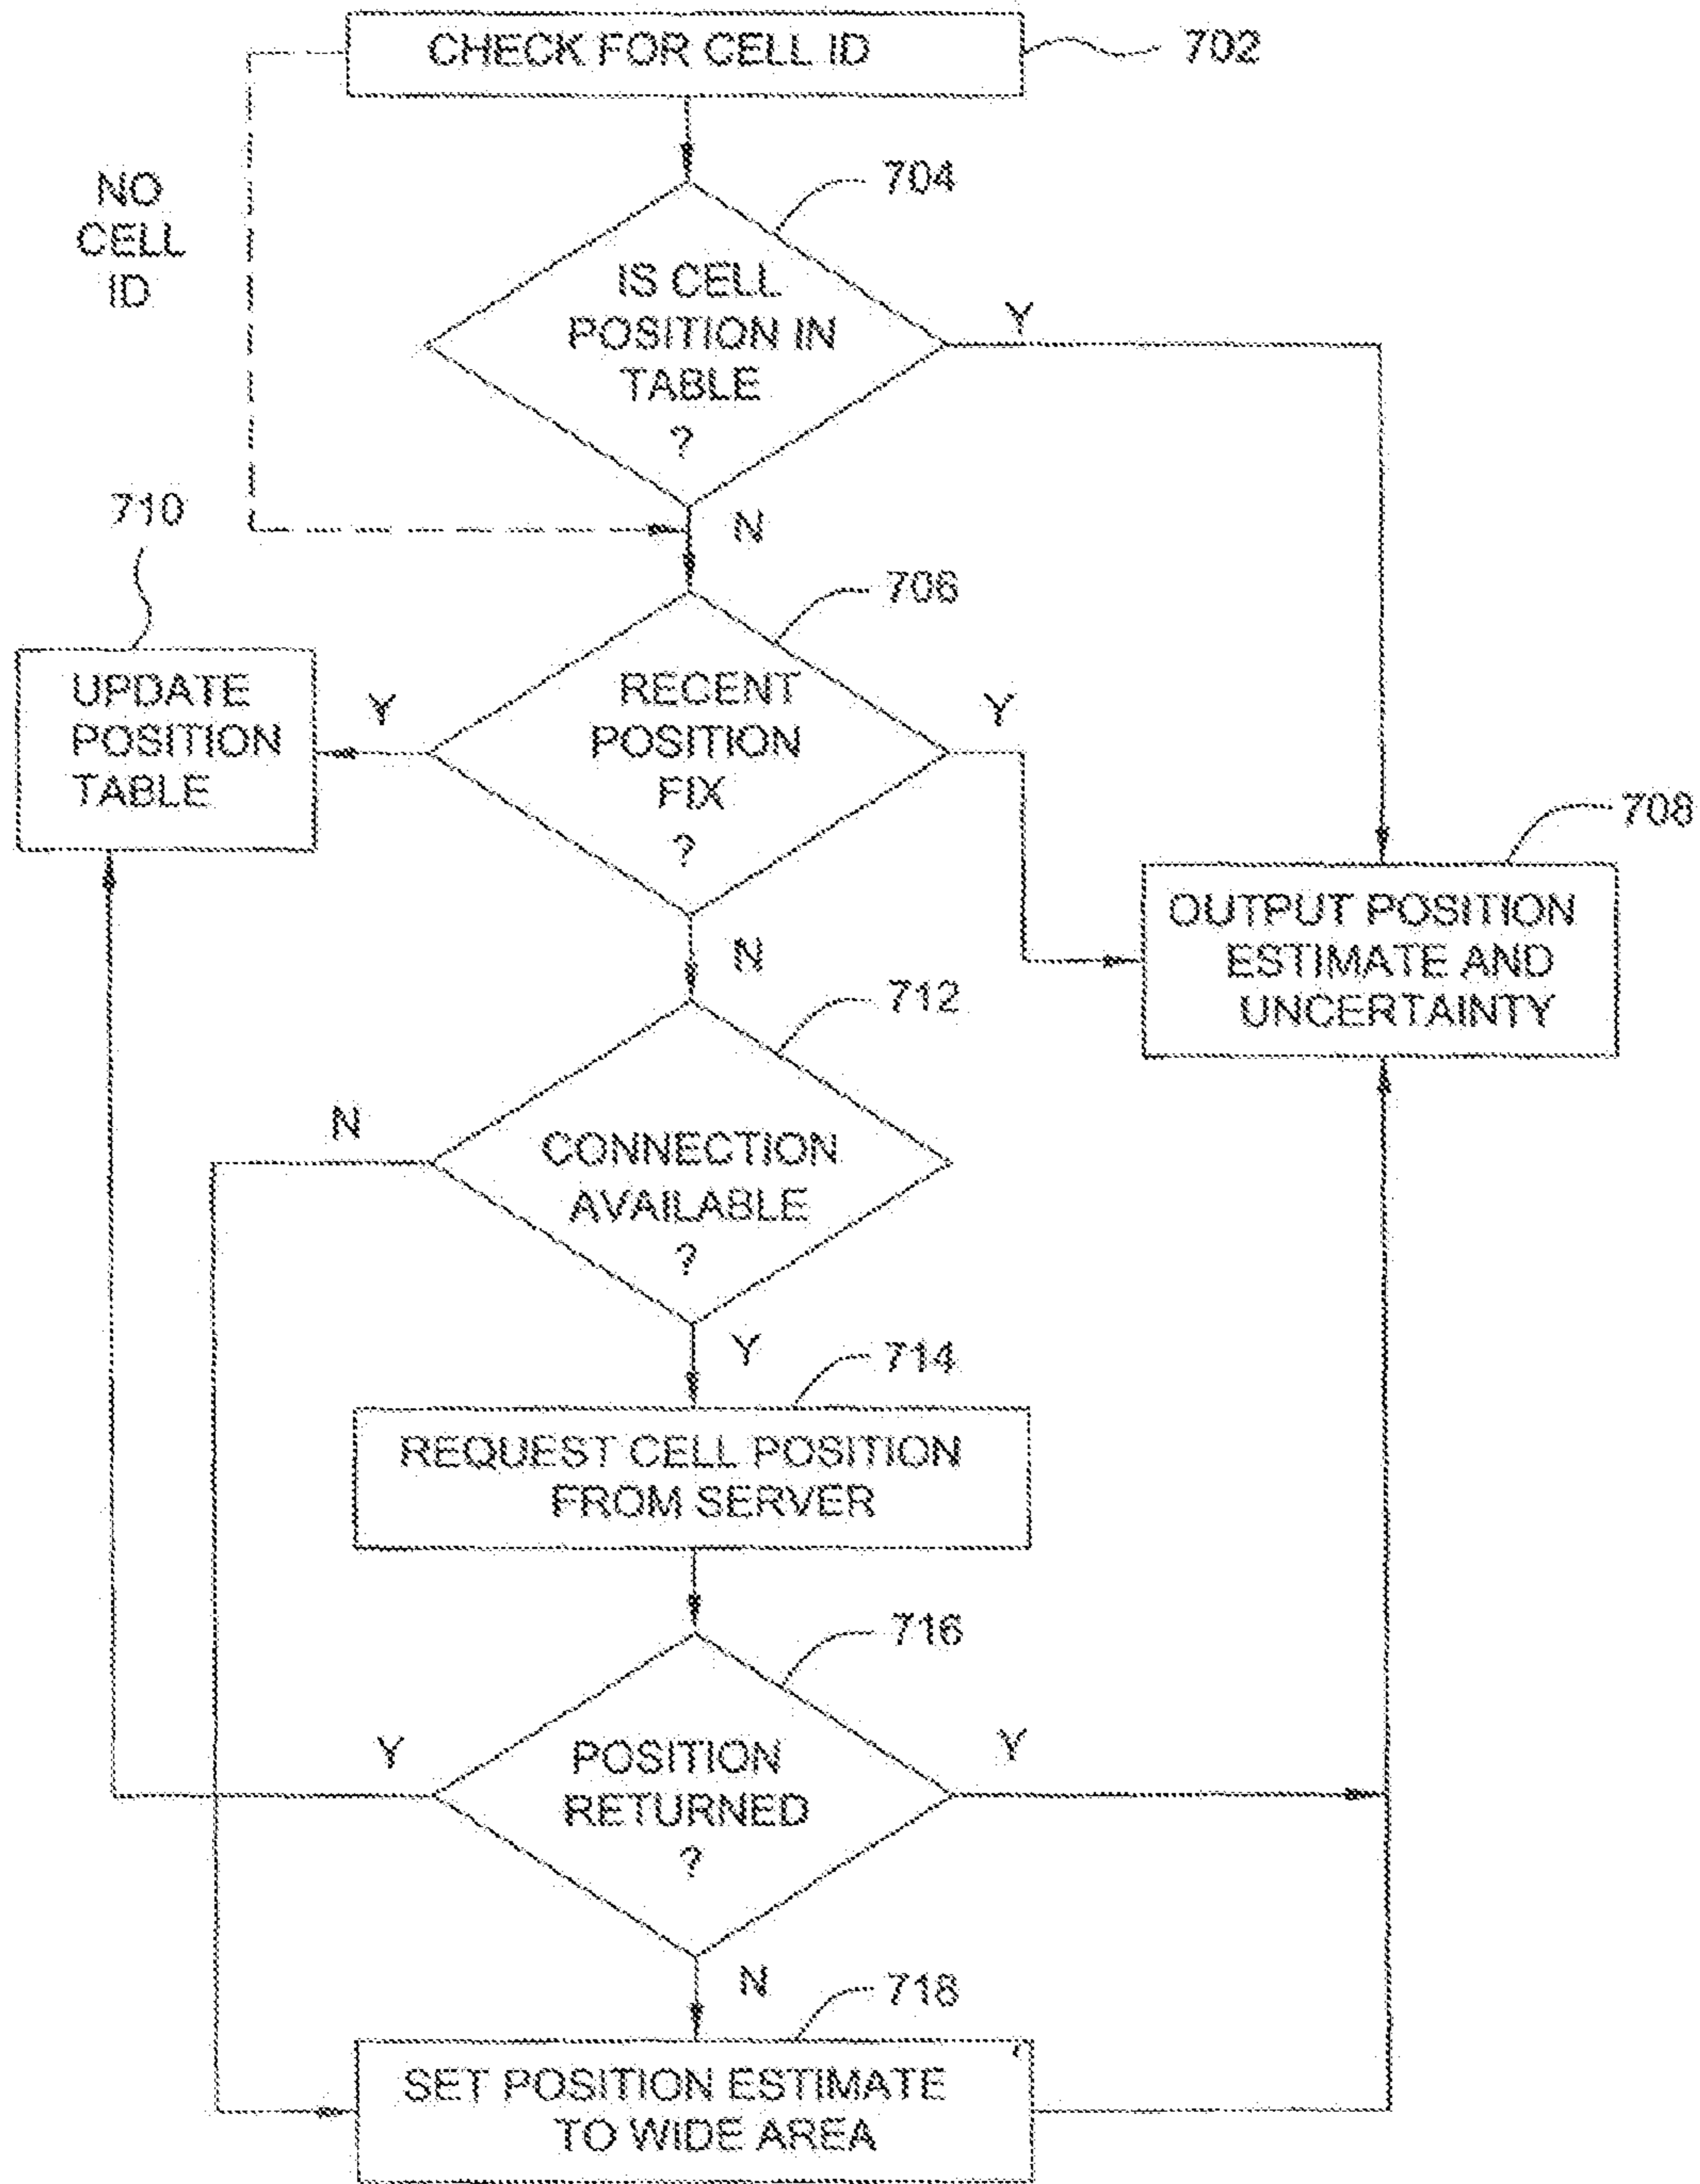 CHECK FOR CELL ID
702
NO
CELL
ID
704
IS CELL
POSITION IN
TABLE
?
Y
N
710
706
UPDATE
POSITION
TABLE
Y
RECENT
POSITION
FIX
?
Y
708
OUTPUT POSITION
ESTIMATE AND
UNCERTAINTY
N
712
N
CONNECTION
AVAILABLE
?
Y
714
REQUEST CELL POSITION
FROM SERVER
716
Y
POSITION
RETURNED
?
Y
N
718
SET POSITION ESTIMATE
TO WIDE AREA